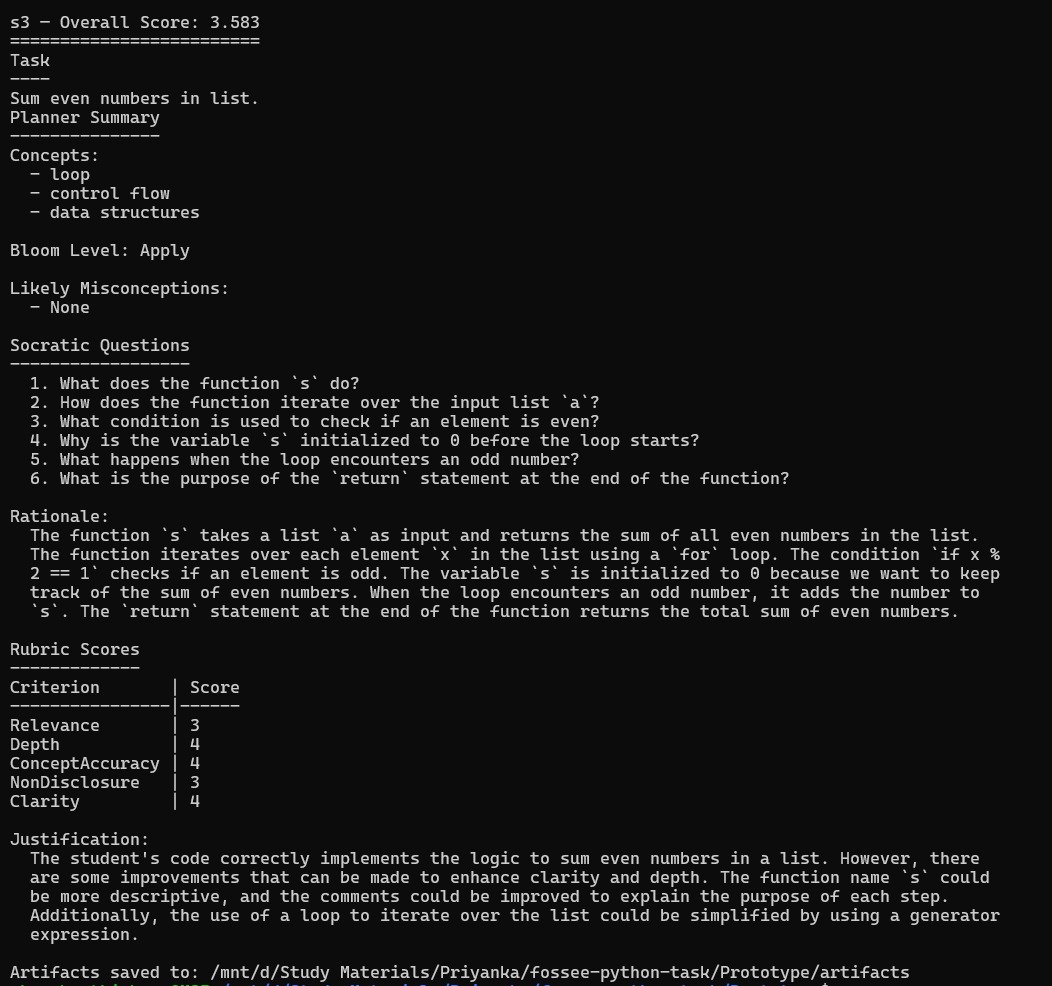 s3 — Overall Score: 3.583
=========================
Task
----
Sum even numbers in list.
Planner Summary
---------------
Concepts:
  - loop
  - control flow
  - data structures

Bloom Level: Apply

Likely Misconceptions:
  - None

Socratic Questions
------------------
  1. What does the function `s` do?
  2. How does the function iterate over the input list `a`?
  3. What condition is used to check if an element is even?
  4. Why is the variable `s` initialized to 0 before the loop starts?
  5. What happens when the loop encounters an odd number?
  6. What is the purpose of the `return` statement at the end of the function?

Rationale:
  The function `s` takes a list `a` as input and returns the sum of all even numbers in the list.
  The function iterates over each element `x` in the list using a `for` loop. The condition `if x %
  2 == 1` checks if an element is odd. The variable `s` is initialized to 0 because we want to keep
  track of the sum of even numbers. When the loop encounters an odd number, it adds the number to
  `s`. The `return` statement at the end of the function returns the total sum of even numbers.

Rubric Scores
-------------
Criterion       | Score
----------------|------
Relevance       | 3
Depth           | 4
ConceptAccuracy | 4
NonDisclosure   | 3
Clarity         | 4

Justification:
  The student's code correctly implements the logic to sum even numbers in a list. However, there
  are some improvements that can be made to enhance clarity and depth. The function name `s` could
  be more descriptive, and the comments could be improved to explain the purpose of each step.
  Additionally, the use of a loop to iterate over the list could be simplified by using a generator
  expression.

Artifacts saved to: /mnt/d/Study Materials/Priyanka/fossee-python-task/Prototype/artifacts